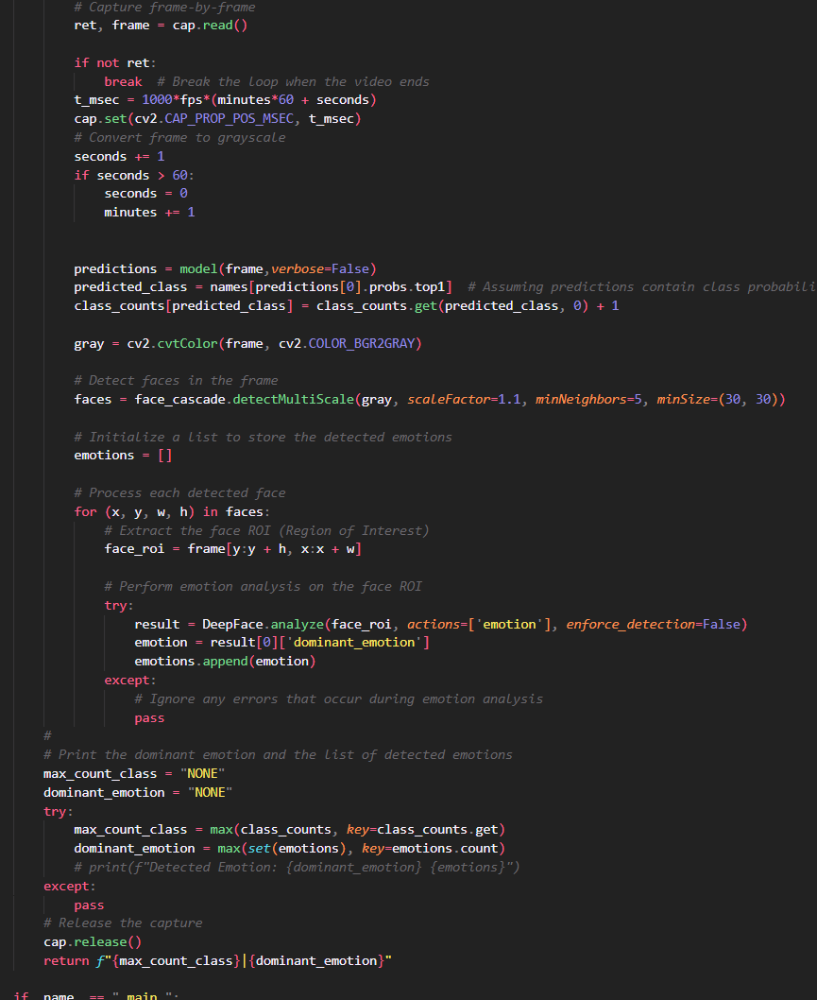 # Capture frame-by-frame
ret, frame = cap.read()
if not ret:
break  # Break the loop when the video ends
t_msec = 1000*fps*(minutes*60 + seconds)
cap.set(cv2.CAP_PROP_POS_MSEC, t_msec)
# Convert frame to grayscale
seconds += 1
if seconds > 60:
seconds = 0
minutes += 1
predictions = model(frame,verbose=False)
predicted_class = names[predictions[0].probs.top1]  # Assuming predictions contain class probabili
class_counts[predicted_class] = class_counts.get(predicted_class, 0) + 1
gray = cv2.cvtColor(frame, cv2.COLOR_BGR2GRAY)
# Detect faces in the frame
faces = face_cascade.detectMultiScale(gray, scaleFactor=1.1, minNeighbors=5, minSize=(30, 30))
# Initialize a list to store the detected emotions
emotions = []
# Process each detected face
for (x, y, w, h) in faces:
# Extract the face ROI (Region of Interest)
face_roi = frame[y:y + h, x:x + w]
# Perform emotion analysis on the face ROI
try:
result = DeepFace.analyze(face_roi, actions=['emotion'], enforce_detection=False)
emotion = result[0]['dominant_emotion']
emotions.append(emotion)
except:
# Ignore any errors that occur during emotion analysis
pass
#
# Print the dominant emotion and the list of detected emotions
max_count_class = "NONE"
dominant_emotion = "NONE"
try:
max_count_class = max(class_counts, key=class_counts.get)
dominant_emotion = max(set(emotions), key=emotions.count)
# print(f"Detected Emotion: {dominant_emotion} {emotions}")
except:
pass
# Release the capture
cap.release()
return f"{max_count_class}|{dominant_emotion}"
if __name__ == "__main__":